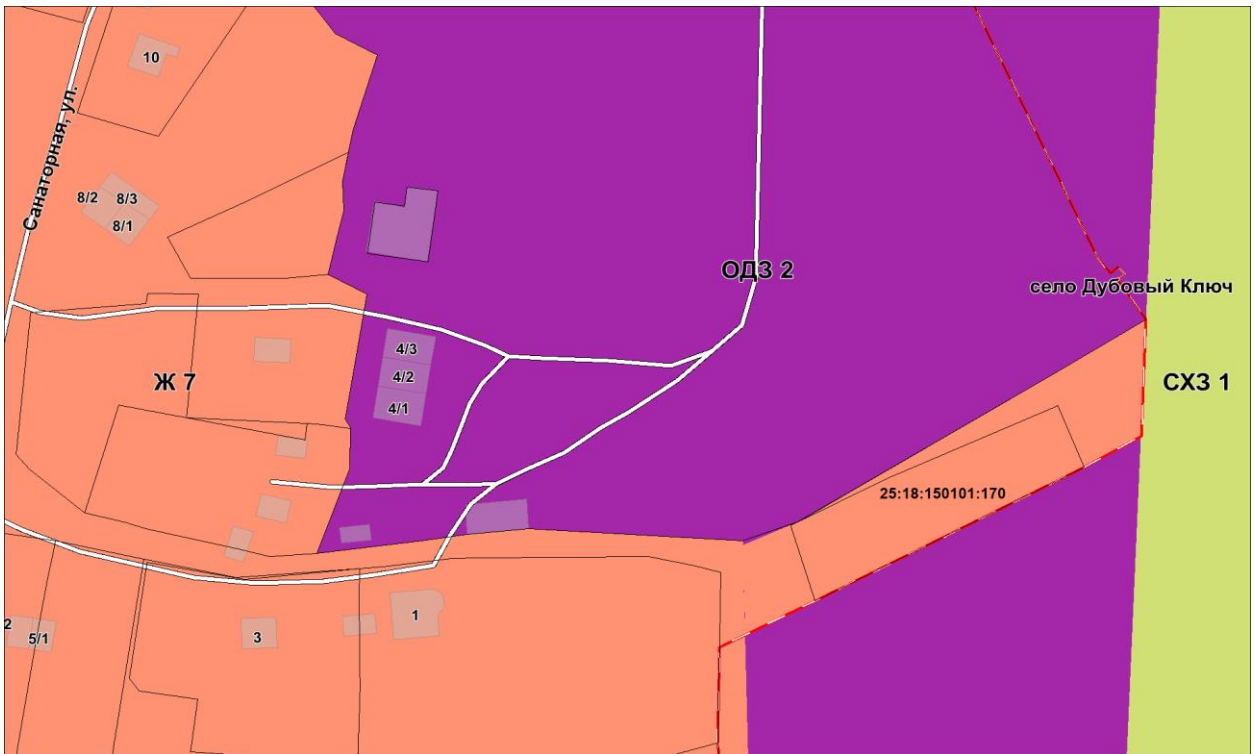 10
Санаторная, ул.
8/2
8/3
8/1
ОДЗ 2
село Дубовый Ключ
4/3
4/2
4/1
Ж 7
СХЗ 1
25:18:150101:170
1
2
5/1
3